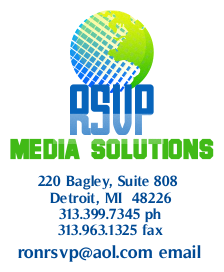 RSVP
MEDIA SOLUTIONS
220 Bagley, Suite 808
Detroit, MI 48226
313.399.7345 ph
313.963.1325 fax
ronrsvp@aol.com email